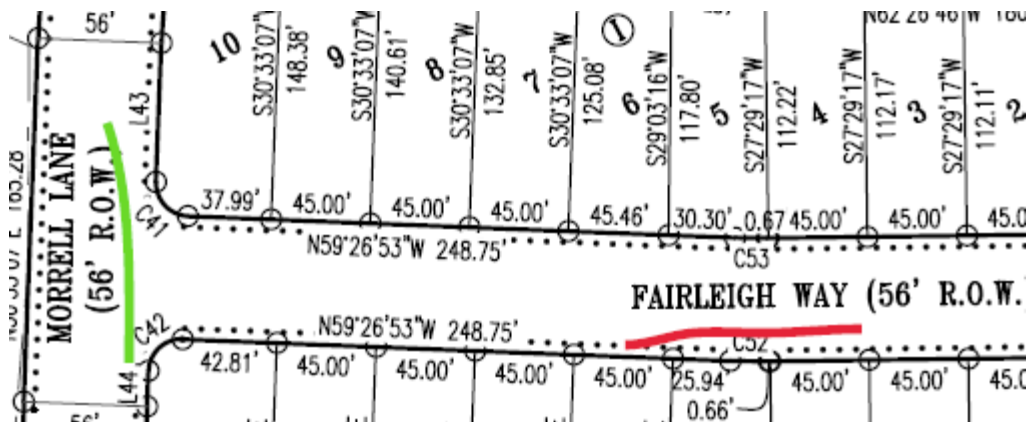 56'
N62°26'46"W
10
S30°33'07"W
148.38'
9
S30°33'07"W
140.61'
8
S30°33'07"W
132.85'
7
S30°33'07"W
125.08'
1
6
S29°03'16"W
117.80'
5
S27°29'17"W
112.22'
4
S27°29'17"W
112.17'
3
S27°29'17"W
112.11'
2
L43
165.28
MORRELL LANE
(56' R.O.W.)
C41
37.99'
45.00'
45.00'
45.00'
45.46'
30.30'
0.67
45.00'
45.00'
N59°26'53"W 248.75'
C53
FAIRLEIGH WAY (56' R.O.W.)
C42
N59°26'53"W 248.75'
C52
L44
42.81'
45.00'
45.00'
45.00'
45.00'
25.94'
0.66'
45.00'
45.00'
56'